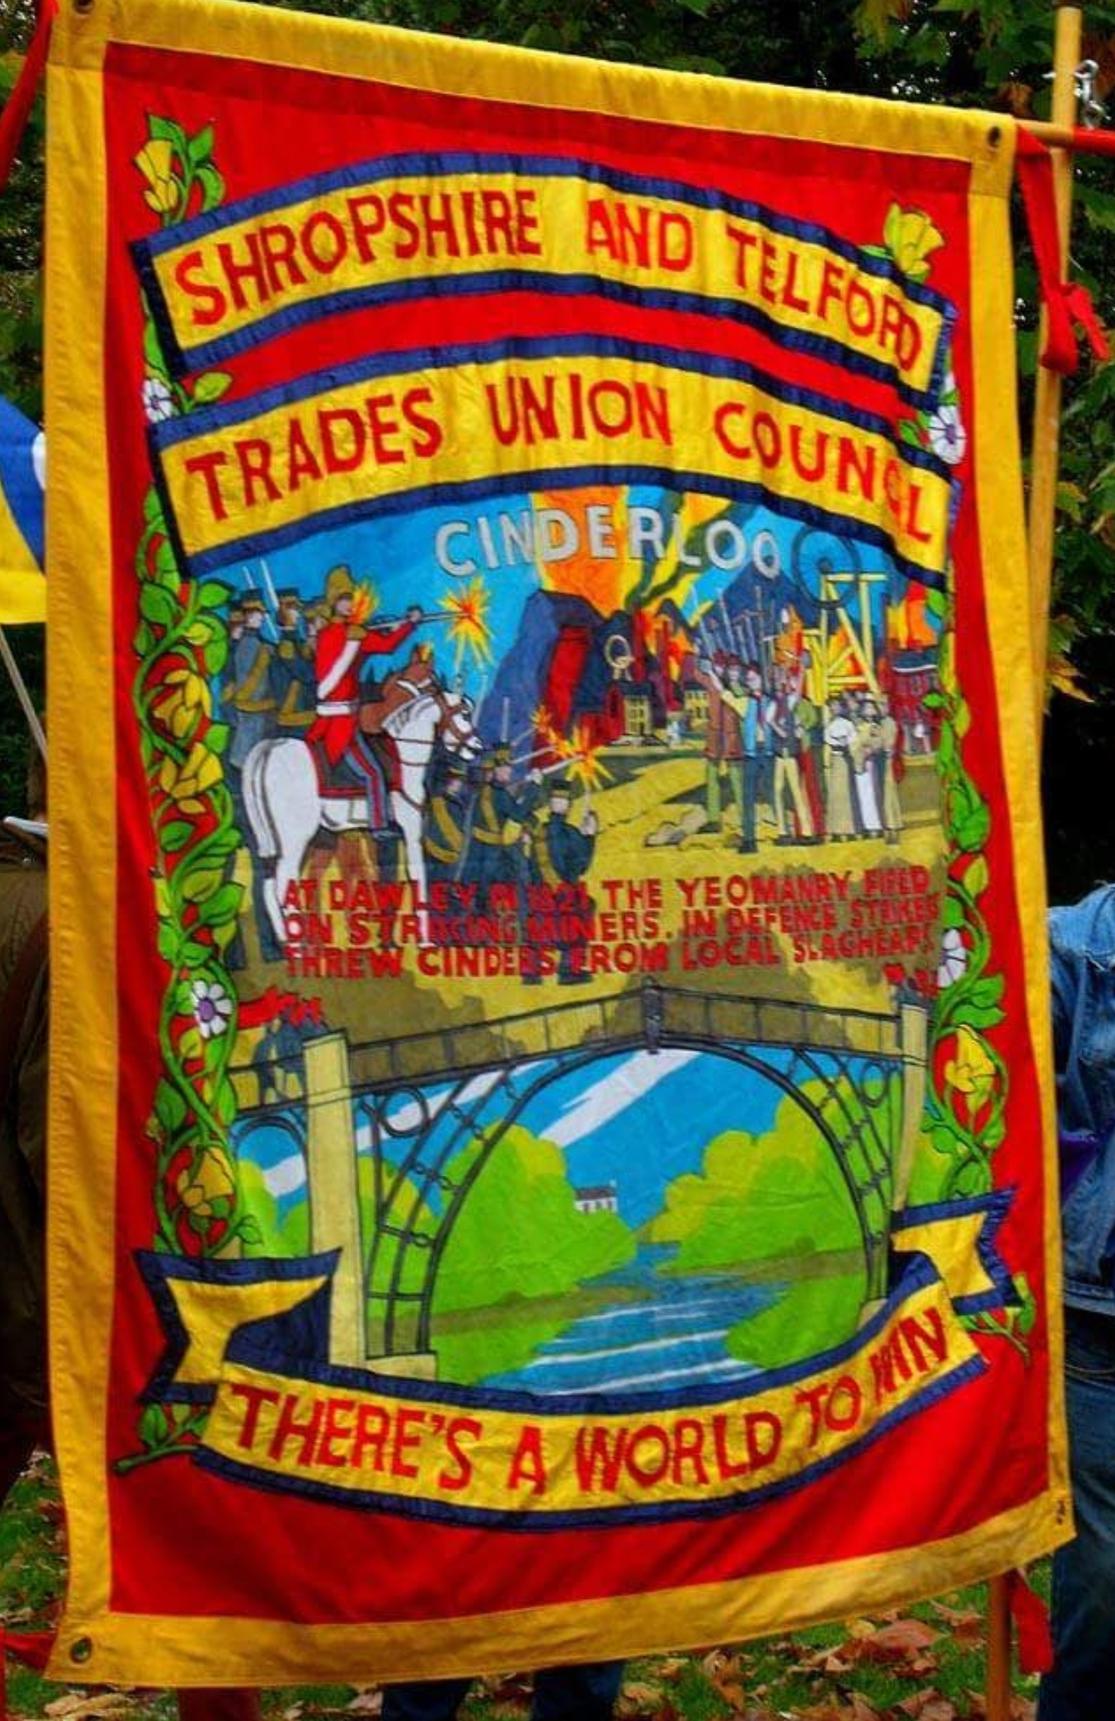 SHROPSHIRE AND TELFORD
TRADES UNION COUNCIL
CINDERLOO
AT DAWLEY IN 1821 THE YEOMANRY FIRED
ON STRIKING MINERS. IN DEFENCE STRIKERS
THREW CINDERS FROM LOCAL SLAGHEAPS
THERE'S A WORLD TO WIN